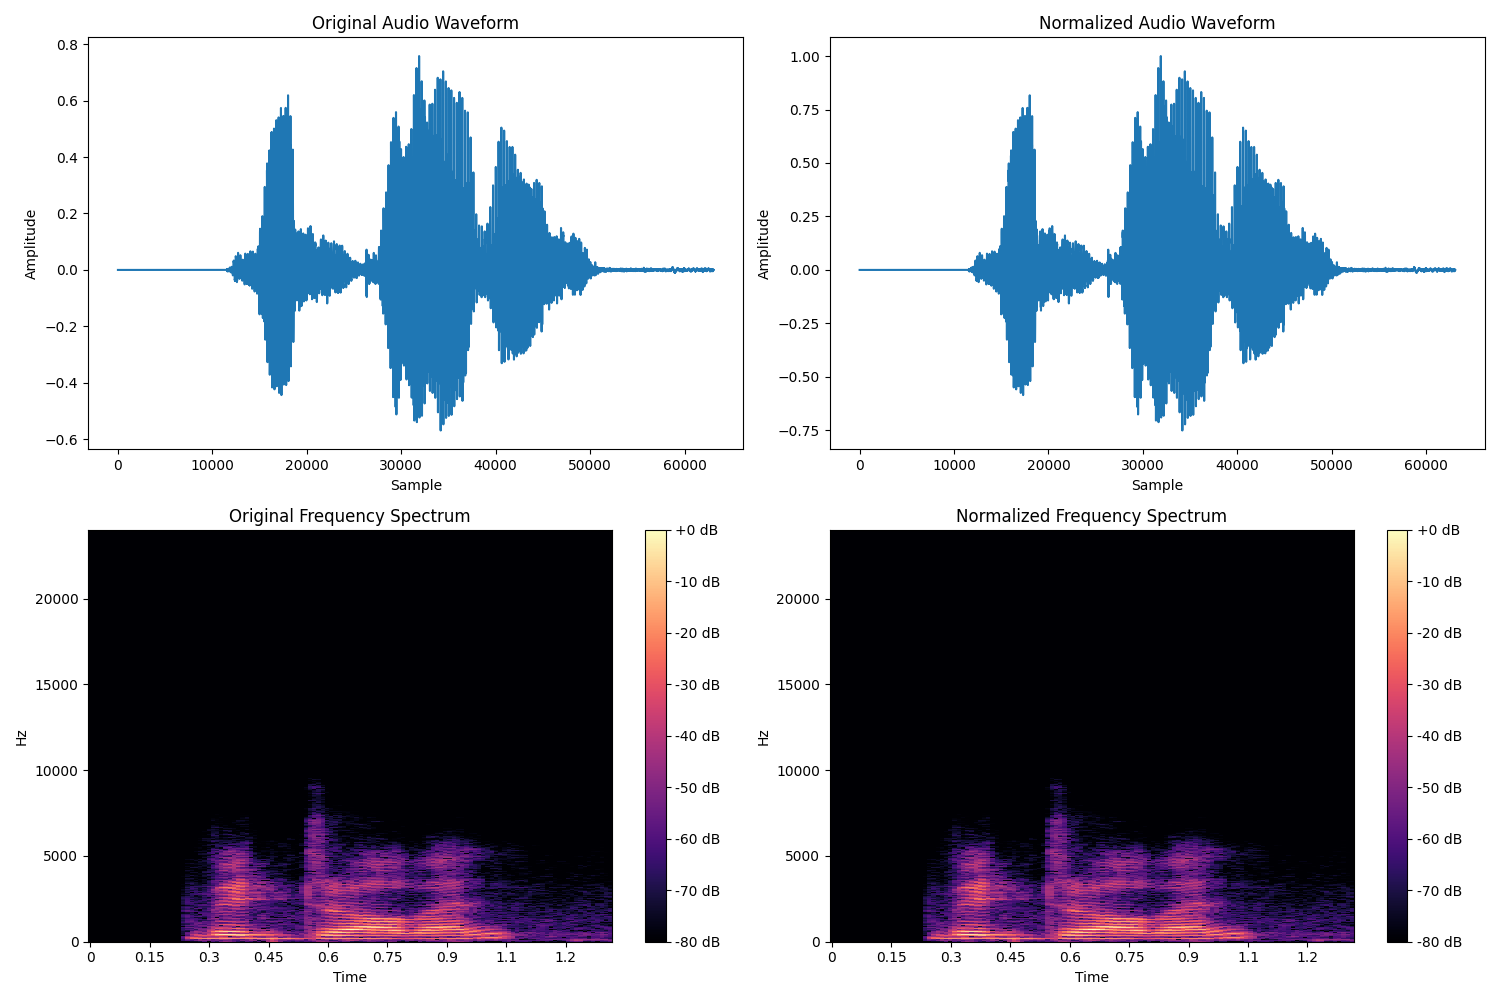 Original Audio Waveform
Amplitude
0.8
0.6
0.4
0.2
0.0
−0.2
−0.4
−0.6
0 10000 20000 30000 40000 50000 60000
Sample
Normalized Audio Waveform
Amplitude
1.00
0.75
0.50
0.25
0.00
−0.25
−0.50
−0.75
0 10000 20000 30000 40000 50000 60000
Sample
Original Frequency Spectrum
Hz
20000
15000
10000
5000
0
0 0.15 0.3 0.45 0.6 0.75 0.9 1.1 1.2
Time
+0 dB
-10 dB
-20 dB
-30 dB
-40 dB
-50 dB
-60 dB
-70 dB
-80 dB
Normalized Frequency Spectrum
Hz
20000
15000
10000
5000
0
0 0.15 0.3 0.45 0.6 0.75 0.9 1.1 1.2
Time
+0 dB
-10 dB
-20 dB
-30 dB
-40 dB
-50 dB
-60 dB
-70 dB
-80 dB